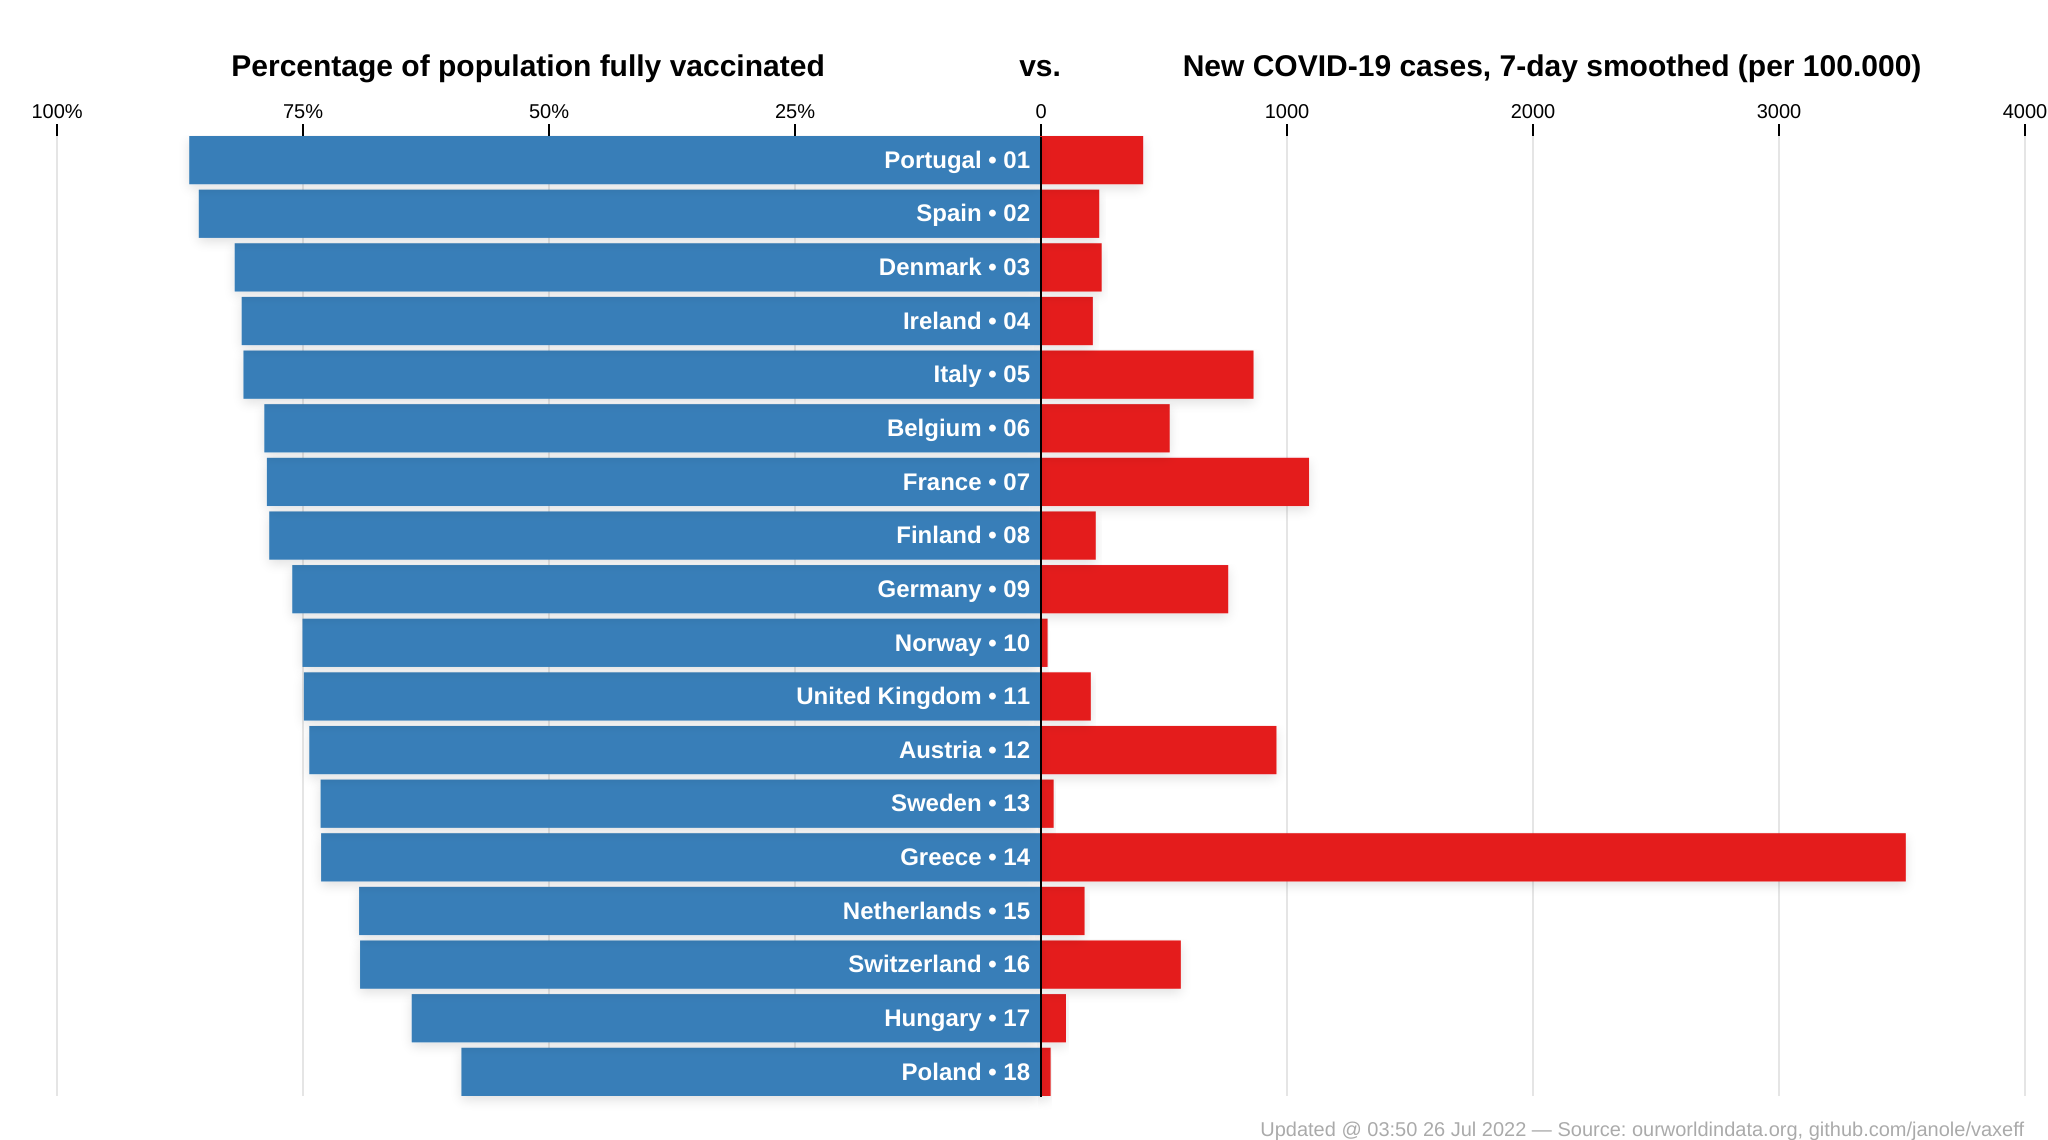 Percentage of population fully vaccinated vs. New COVID-19 cases, 7-day smoothed (per 100.000)
100% 75% 50% 25% 0 1000 2000 3000 4000
Portugal • 01
Spain • 02
Denmark • 03
Ireland • 04
Italy • 05
Belgium • 06
France • 07
Finland • 08
Germany • 09
Norway • 10
United Kingdom • 11
Austria • 12
Sweden • 13
Greece • 14
Netherlands • 15
Switzerland • 16
Hungary • 17
Poland • 18
Updated @ 03:50 26 Jul 2022 — Source: ourworldindata.org, github.com/janole/vaxeff